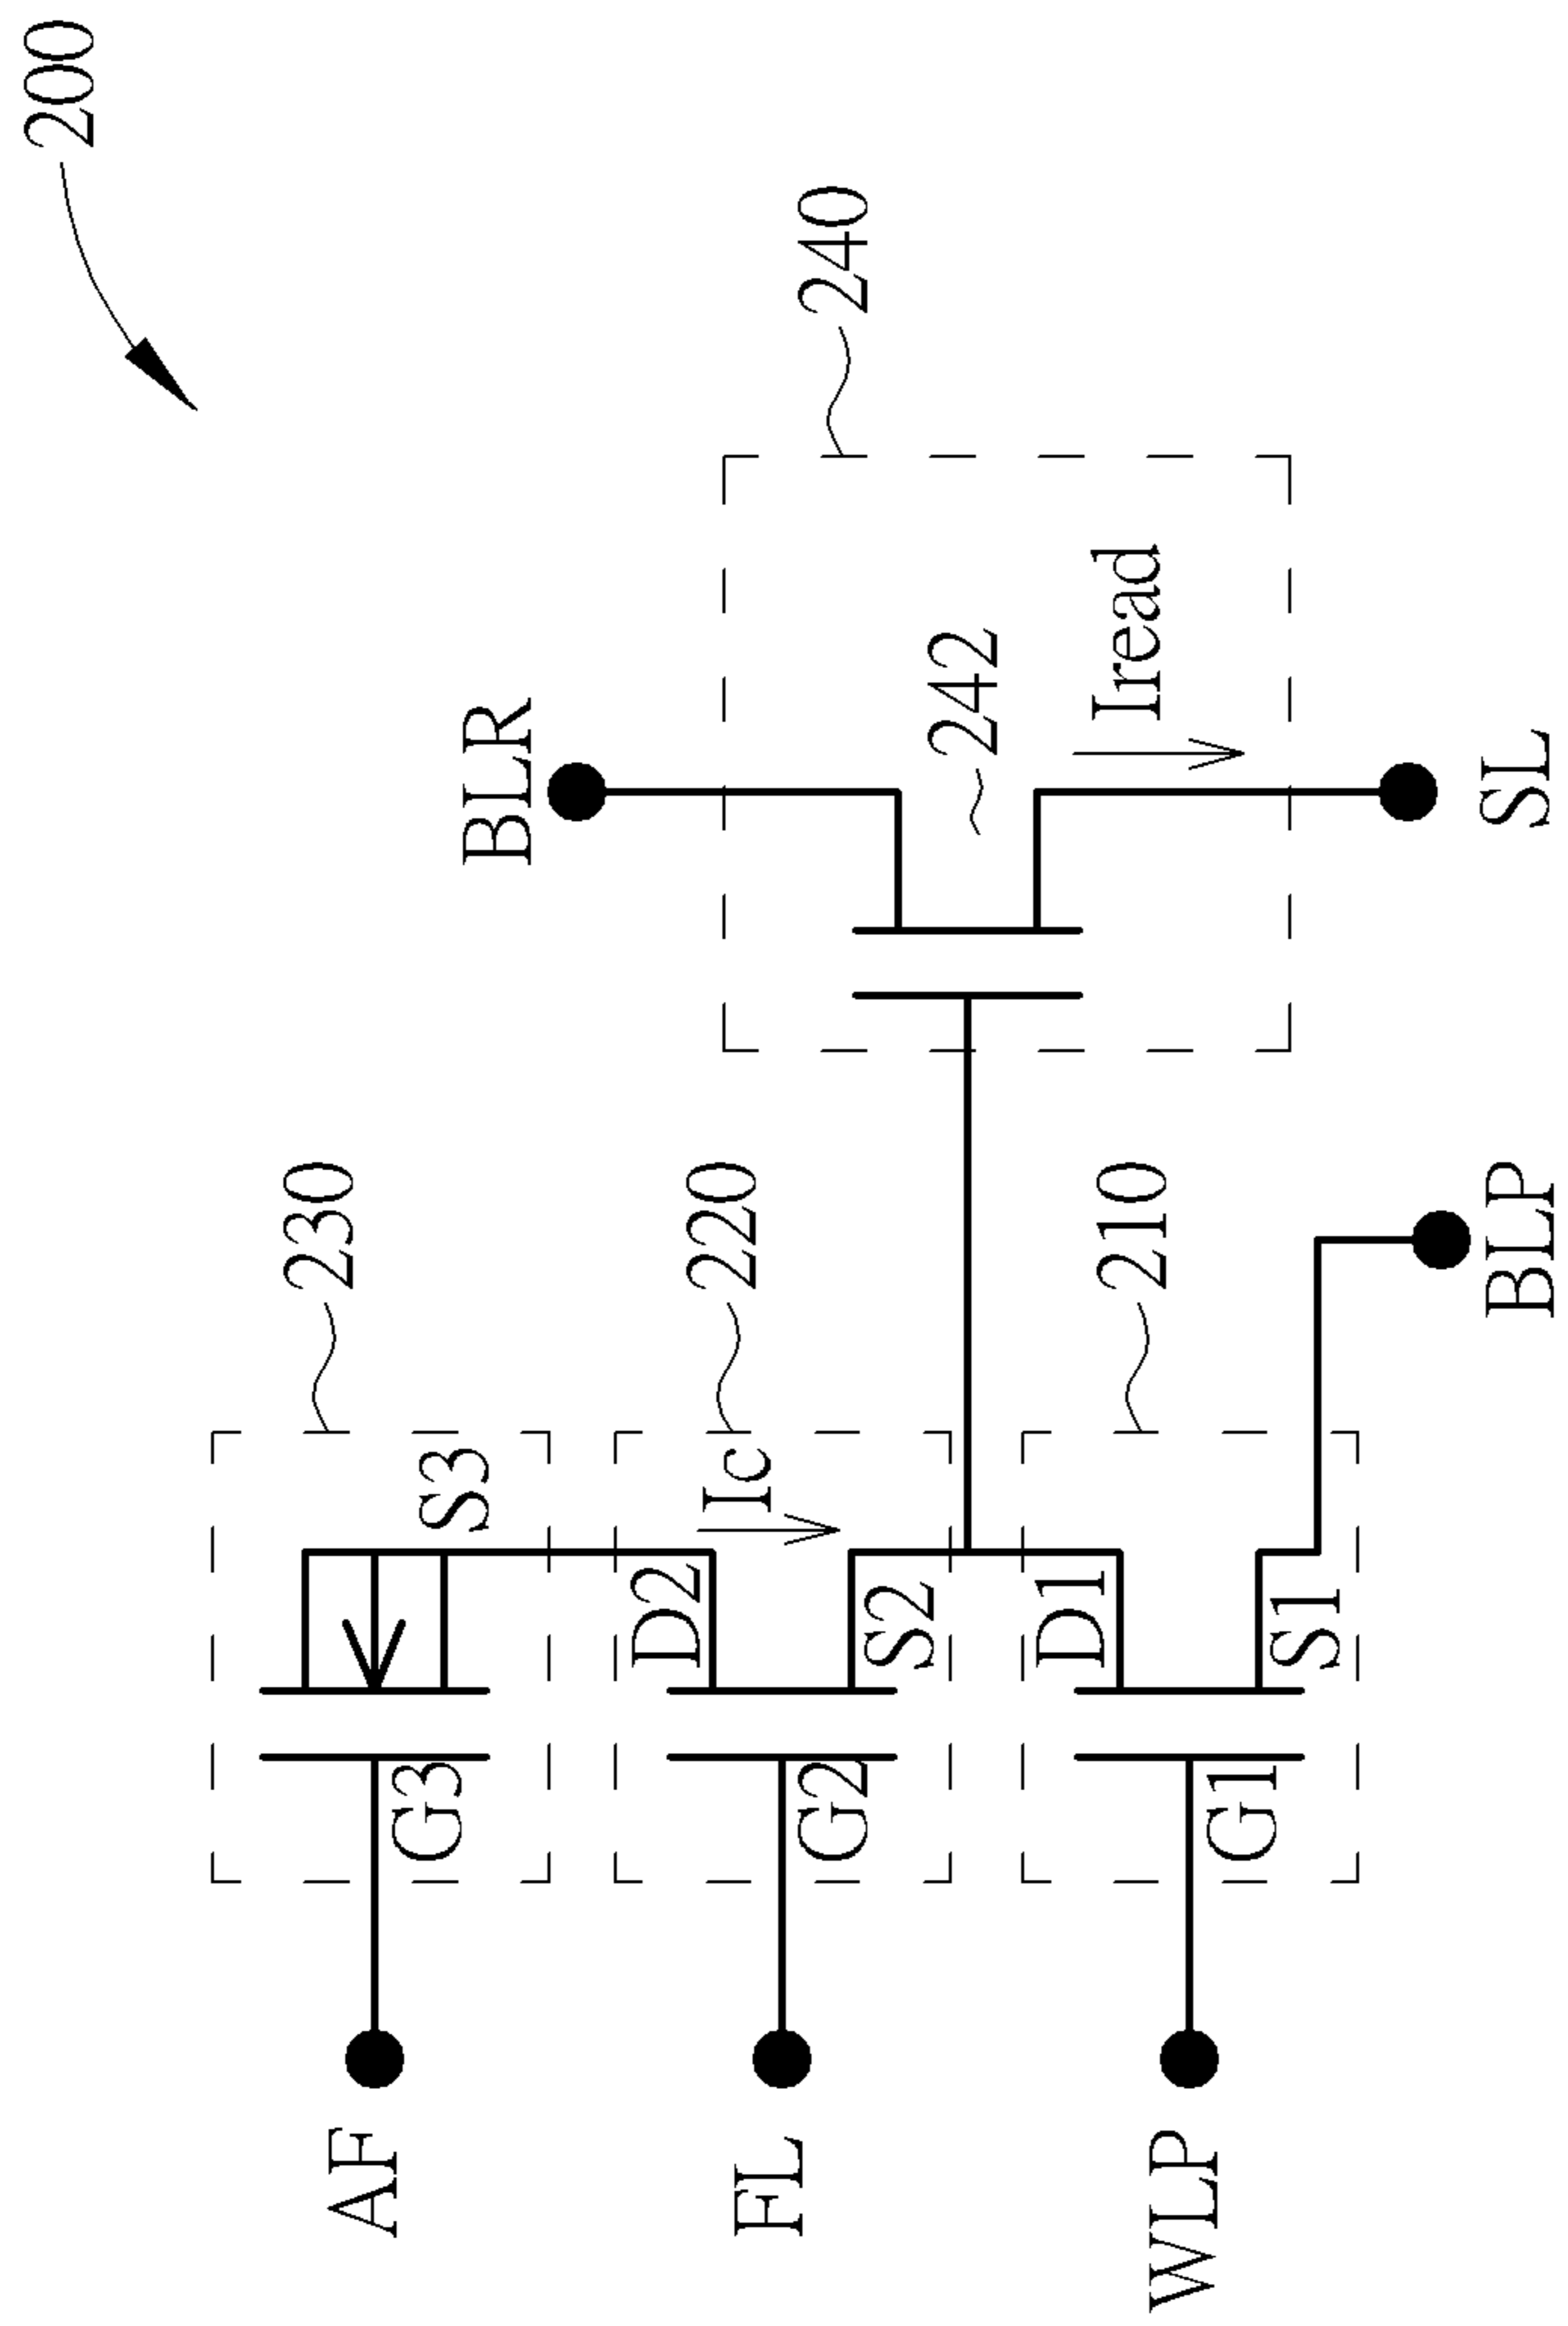 200
230
AF
G3
S3
BLR
D2
220
Ic
FL
G2
240
S2
242
D1
210
Iread
WLP
G1
S1
BLP
SL